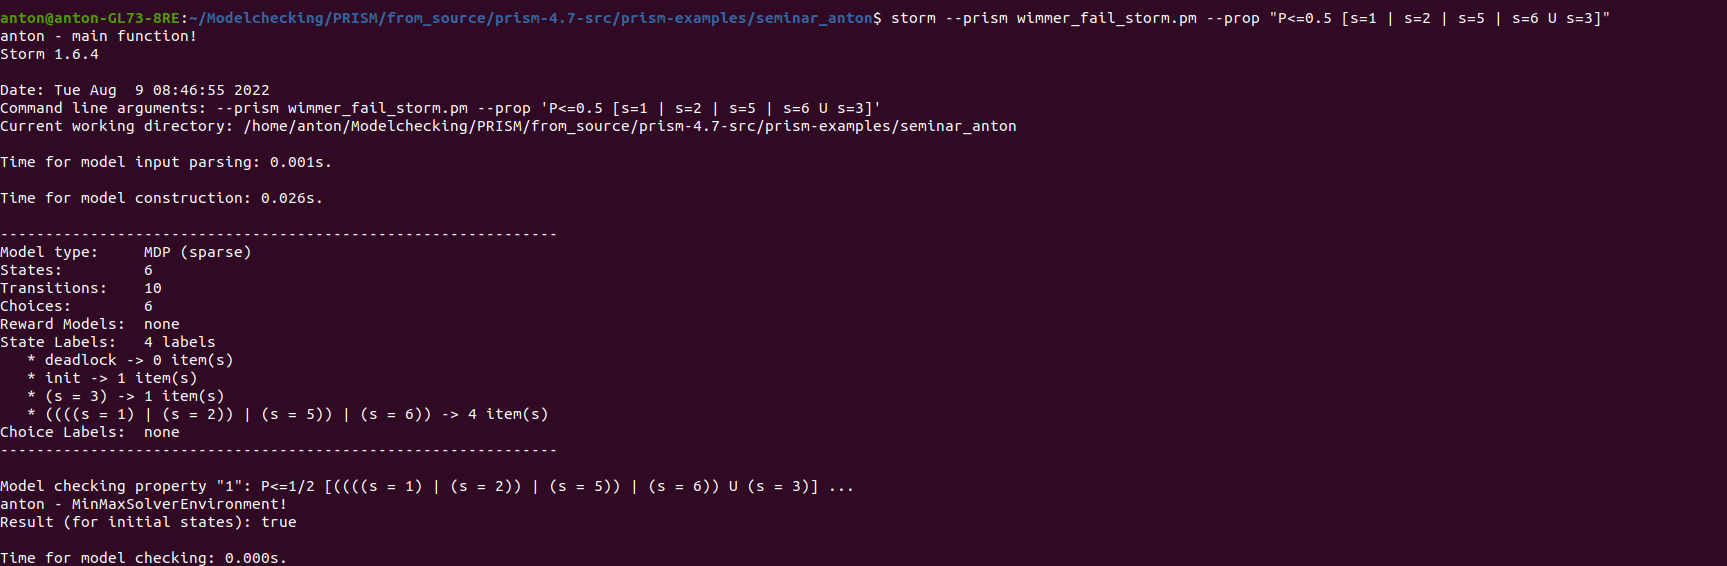 anton@anton-GL73-8RE:~/Modelchecking/PRISM/from_source/prism-4.7-src/prism-examples/seminar_anton$ storm --prism wimmer_fail_storm.pm --prop "P<=0.5 [s=1 | s=2 | s=5 | s=6 U s=3]"
anton - main function!
Storm 1.6.4

Date: Tue Aug  9 08:46:55 2022
Command line arguments: --prism wimmer_fail_storm.pm --prop 'P<=0.5 [s=1 | s=2 | s=5 | s=6 U s=3]'
Current working directory: /home/anton/Modelchecking/PRISM/from_source/prism-4.7-src/prism-examples/seminar_anton

Time for model input parsing: 0.001s.

Time for model construction: 0.026s.

--------------------------------------------------------------
Model type:     MDP (sparse)
States:         6
Transitions:    10
Choices:        6
Reward Models:  none
State Labels:   4 labels
   * deadlock -> 0 item(s)
   * init -> 1 item(s)
   * (s = 3) -> 1 item(s)
   * ((((s = 1) | (s = 2)) | (s = 5)) | (s = 6)) -> 4 item(s)
Choice Labels:  none
--------------------------------------------------------------

Model checking property "1": P<=1/2 [((((s = 1) | (s = 2)) | (s = 5)) | (s = 6)) U (s = 3)] ...
anton - MinMaxSolverEnvironment!
Result (for initial states): true

Time for model checking: 0.000s.